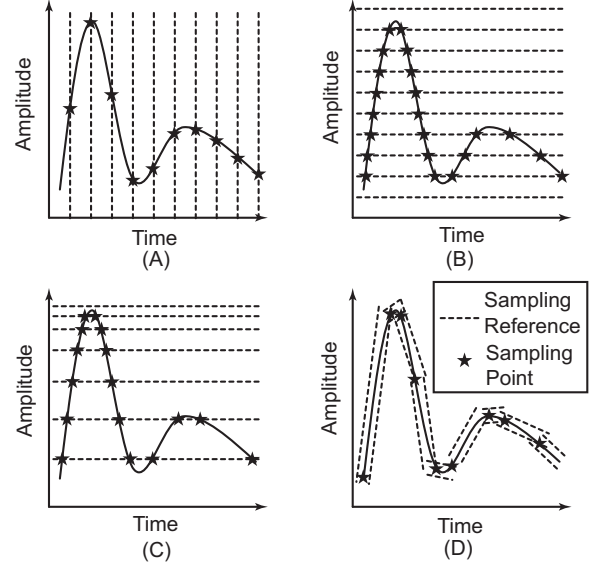 Amplitude
Time
(A)
Amplitude
Time
(B)
Amplitude
Time
(C)
Amplitude
Time
(D)
Sampling
Reference
Sampling
Point